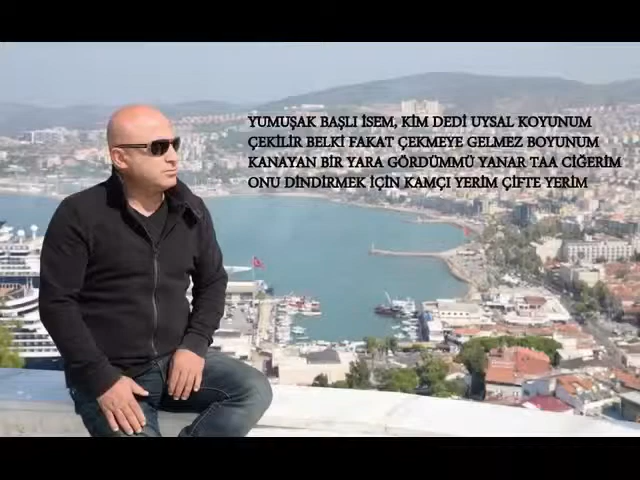 YUMUŞAK BAŞLI İSEM, KİM DEDİ UYSAL KOYUNUM
ÇEKİLİR BELKİ FAKAT ÇEKMEYE GELMEZ BOYUNUM
KANAYAN BİR YARA GÖRDÜMMÜ YANAR TAA CİĞERİM
ONU DİNDİRMEK İÇİN KAMÇI YERİM ÇİFTE YERİM